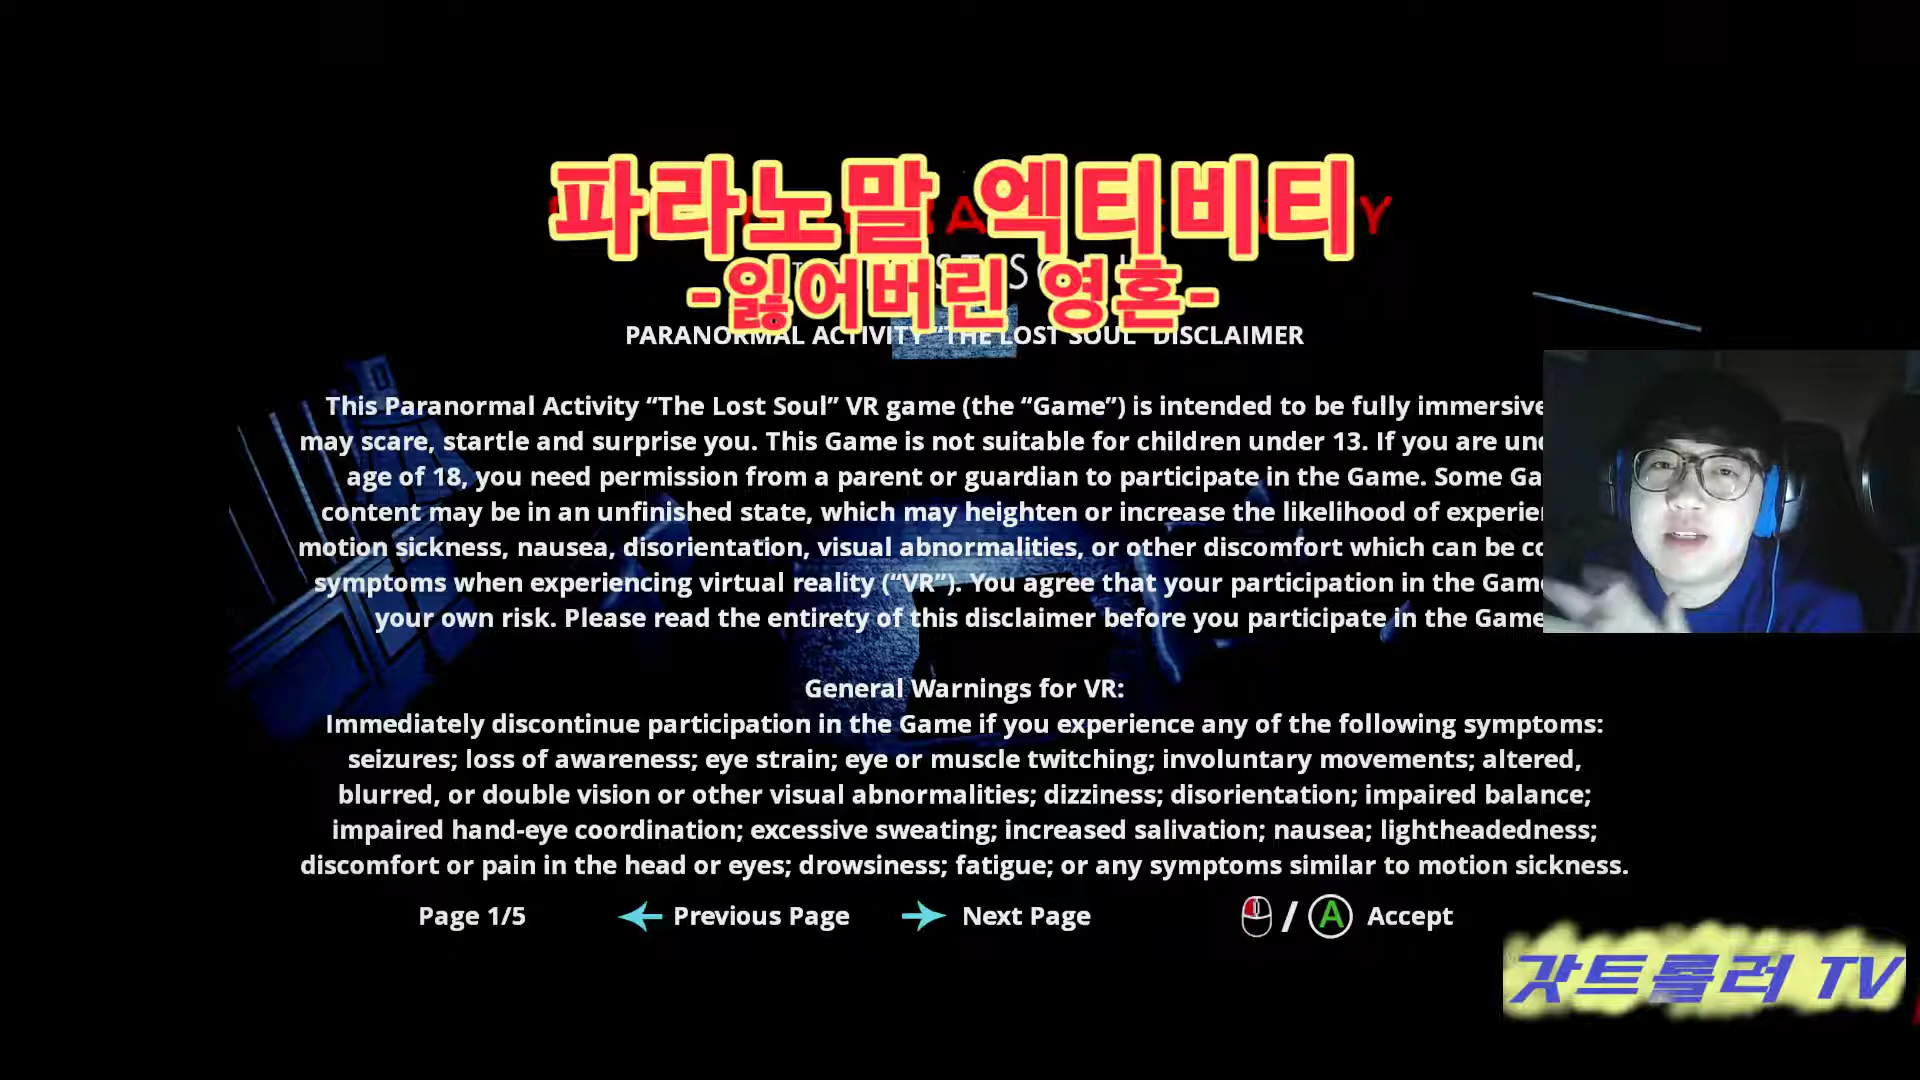 파라노말 엑티비티
-잃어버린 영혼-
PARANORMAL ACTIVITY "THE LOST SOUL" DISCLAIMER
This Paranormal Activity “The Lost Soul” VR game (the “Game”) is intended to be fully immersive
may scare, startle and surprise you. This Game is not suitable for children under 13. If you are
age of 18, you need permission from a parent or guardian to participate in the Game. Some
content may be in an unfinished state, which may heighten or increase the likelihood of
motion sickness, nausea, disorientation, visual abnormalities, or other discomfort which can be
symptoms when experiencing virtual reality (“VR”). You agree that your participation in the Game
your own risk. Please read the entirety of this disclaimer before you participate in the Game
General Warnings for VR:
Immediately discontinue participation in the Game if you experience any of the following symptoms:
seizures; loss of awareness; eye strain; eye or muscle twitching; involuntary movements; altered,
blurred, or double vision or other visual abnormalities; dizziness; disorientation; impaired balance;
impaired hand-eye coordination; excessive sweating; increased salivation; nausea; lightheadedness;
discomfort or pain in the head or eyes; drowsiness; fatigue; or any symptoms similar to motion sickness.
Page 1/5 Previous Page Next Page / A Accept
갓트롤러 TV